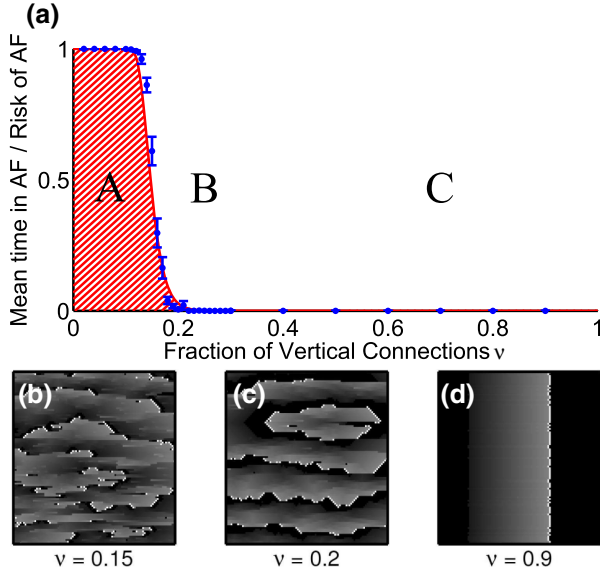 (a)
Mean time in AF / Risk of AF
1
0.5
0
A
B
C
0 0.2 0.4 0.6 0.8 1
Fraction of Vertical Connections ν
(b) (c) (d)
ν = 0.15 ν = 0.2 ν = 0.9